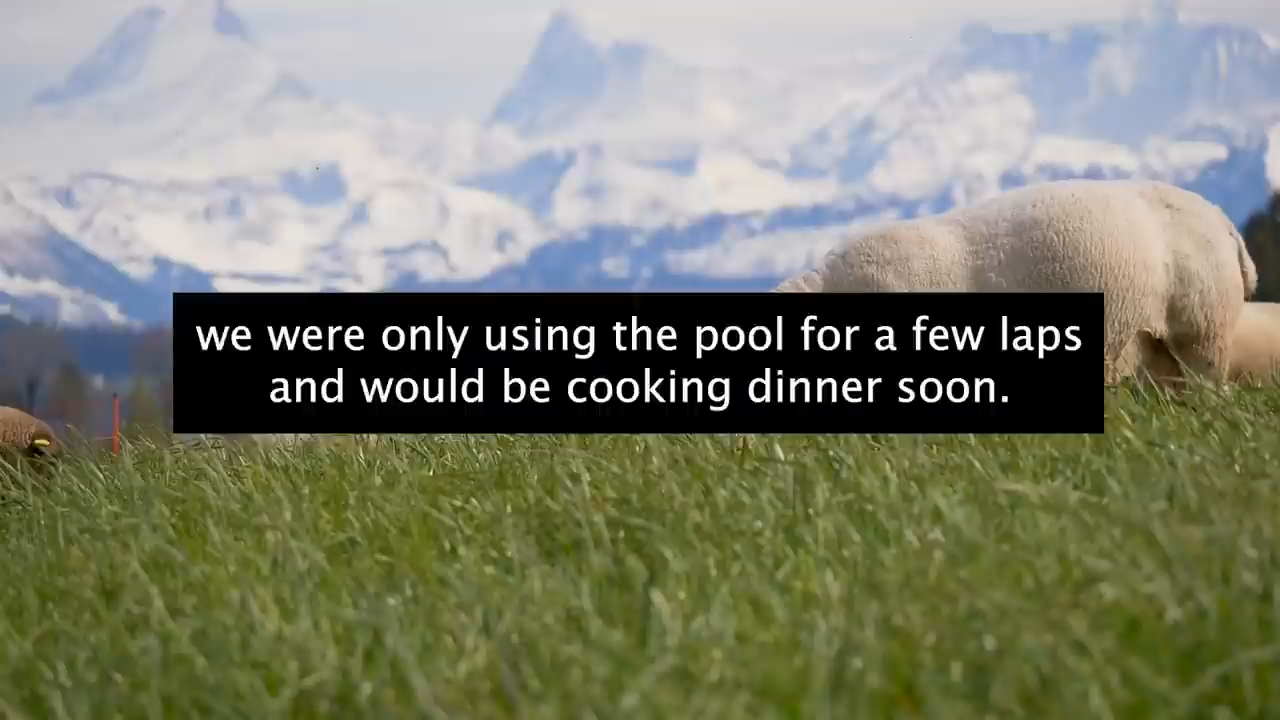 we were only using the pool for a few laps
and would be cooking dinner soon.